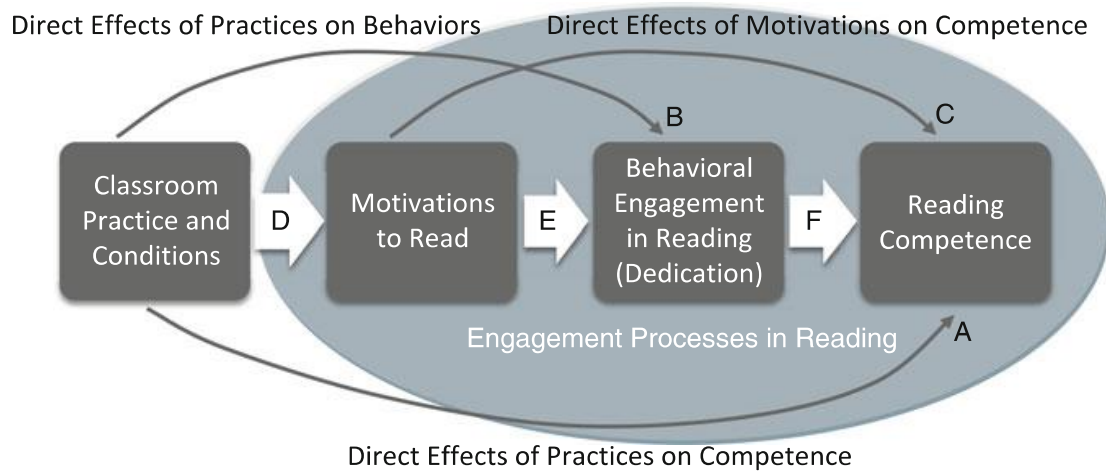 Direct Effects of Practices on Behaviors
Direct Effects of Motivations on Competence
B
C
Classroom
Practice and
Conditions
D
Motivations
to Read
E
Behavioral
Engagement
in Reading
(Dedication)
F
Reading
Competence
Engagement Processes in Reading
A
Direct Effects of Practices on Competence